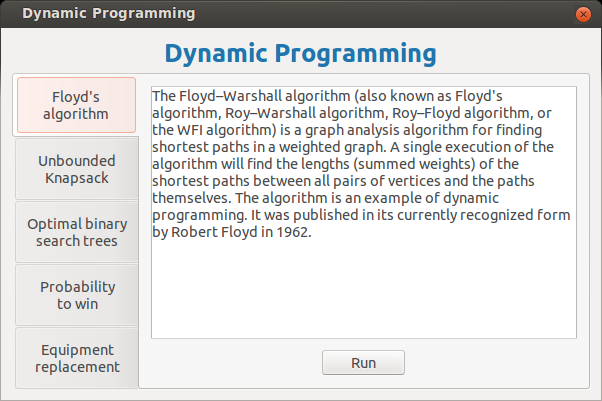 Dynamic Programming
Dynamic Programming
Floyd's
algorithm
Unbounded
Knapsack
Optimal binary
search trees
Probability
to win
Equipment
replacement
The Floyd–Warshall algorithm (also known as Floyd's
algorithm, Roy–Warshall algorithm, Roy–Floyd algorithm, or
the WFI algorithm) is a graph analysis algorithm for finding
shortest paths in a weighted graph. A single execution of the
algorithm will find the lengths (summed weights) of the
shortest paths between all pairs of vertices and the paths
themselves. The algorithm is an example of dynamic
programming. It was published in its currently recognized form
by Robert Floyd in 1962.
Run